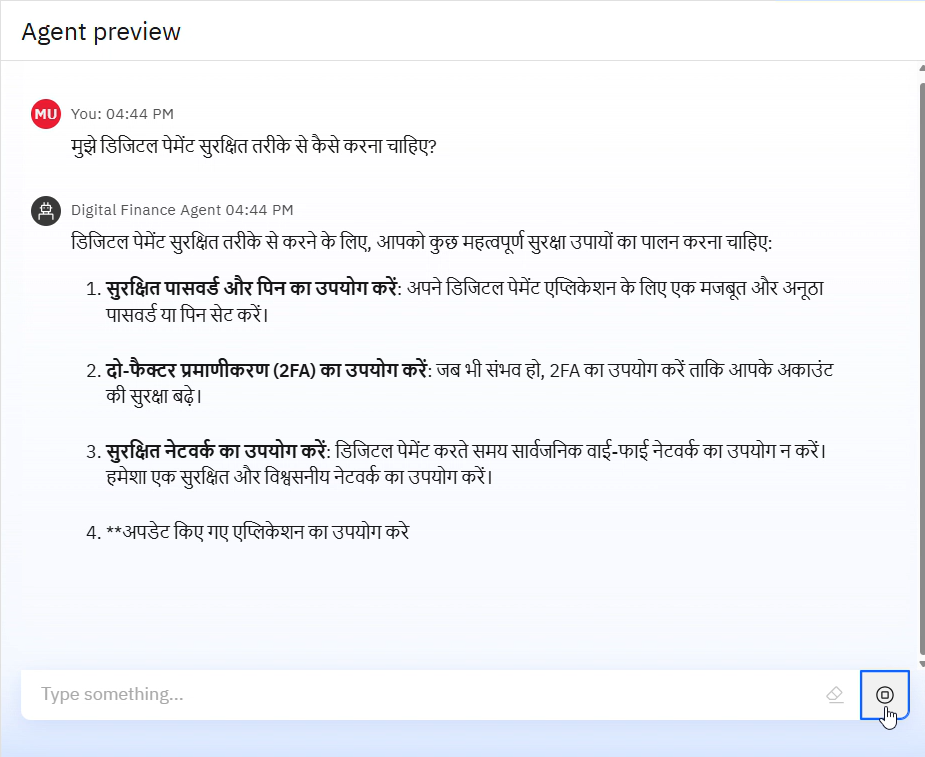 Agent preview
MU You: 04:44 PM
मुझे डिजिटल पेमेंट सुरक्षित तरीके से कैसे करना चाहिए?
Digital Finance Agent 04:44 PM
डिजिटल पेमेंट सुरक्षित तरीके से करने के लिए, आपको कुछ महत्वपूर्ण सुरक्षा उपायों का पालन करना चाहिए:
1. सुरक्षित पासवर्ड और पिन का उपयोग करें: अपने डिजिटल पेमेंट एप्लिकेशन के लिए एक मजबूत और अनूठा
पासवर्ड या पिन सेट करें।
2. दो-फैक्टर प्रमाणीकरण (2FA) का उपयोग करें: जब भी संभव हो, 2FA का उपयोग करें ताकि आपके अकाउंट
की सुरक्षा बढ़े।
3. सुरक्षित नेटवर्क का उपयोग करें: डिजिटल पेमेंट करते समय सार्वजनिक वाई-फाई नेटवर्क का उपयोग न करें।
हमेशा एक सुरक्षित और विश्वसनीय नेटवर्क का उपयोग करें।
4. **अपडेट किए गए एप्लिकेशन का उपयोग करे
Type something...